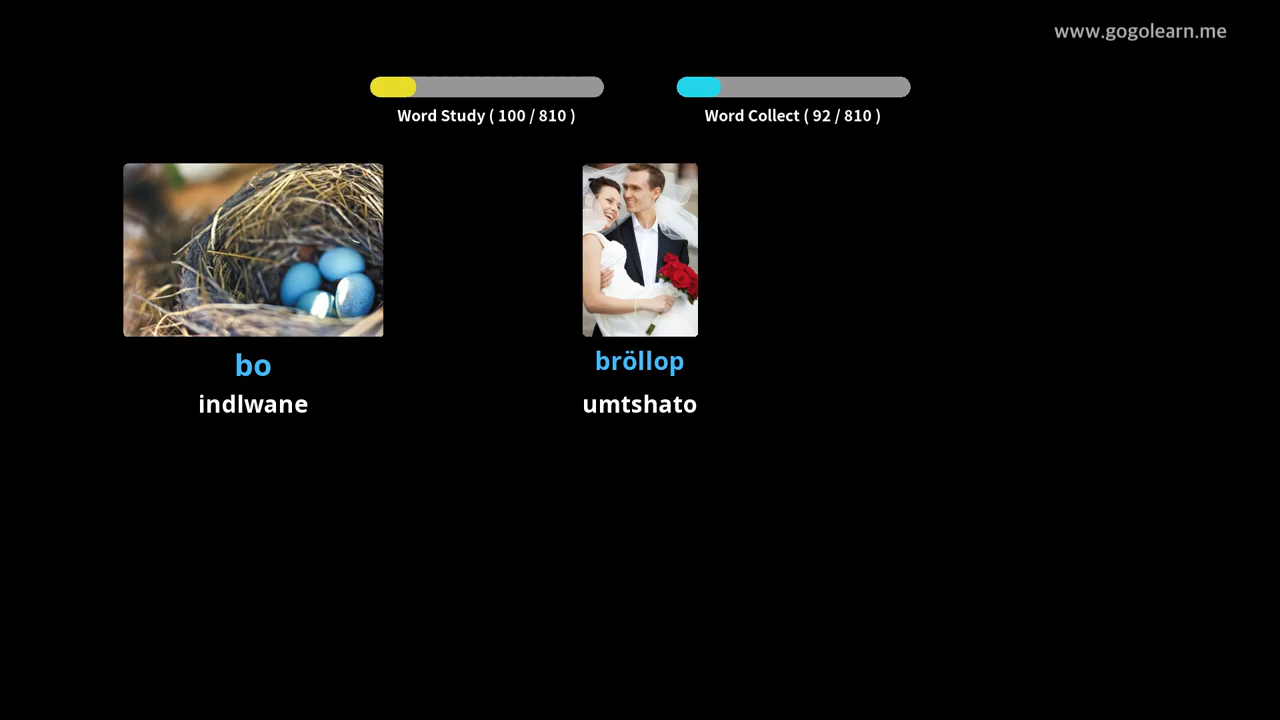 www.gogolearn.me
Word Study ( 100 / 810 )
Word Collect ( 92 / 810 )
bo
indlwane
bröllop
umtshato